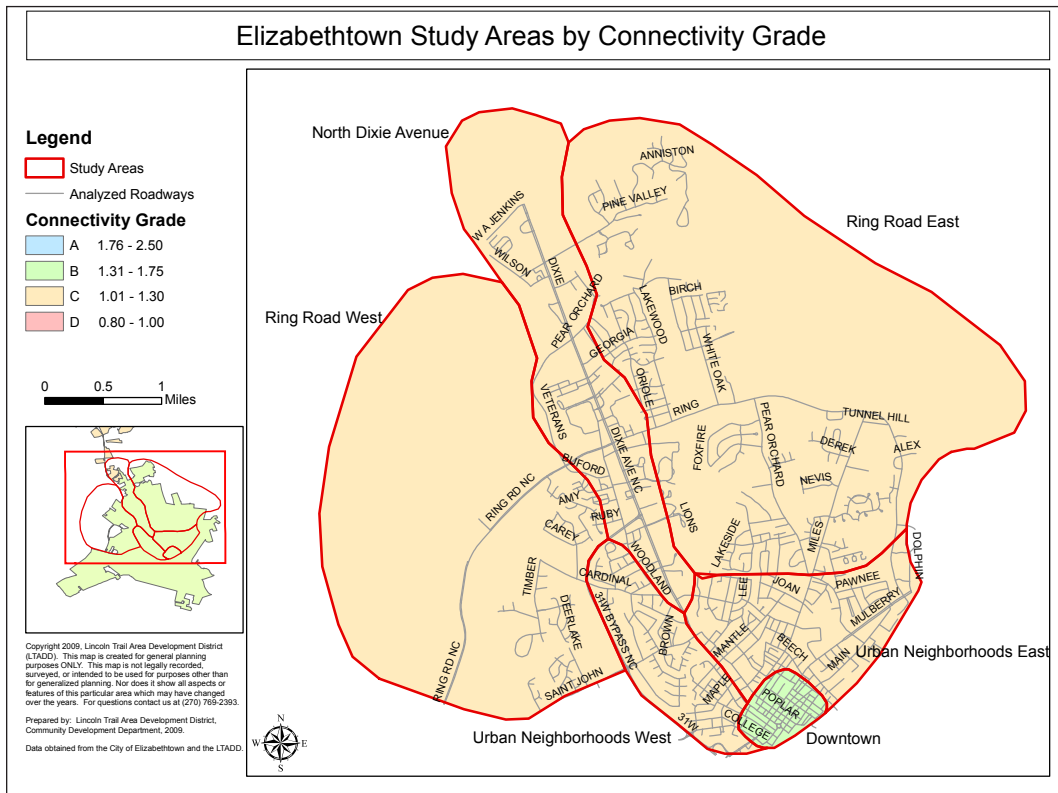 Elizabethtown Study Areas by Connectivity Grade
Legend
Study Areas
Analyzed Roadways
Connectivity Grade
A 1.76 - 2.50
B 1.31 - 1.75
C 1.01 - 1.30
D 0.80 - 1.00
0 0.5 1
Miles
Copyright 2009, Lincoln Trail Area Development District
(LTADD). This map is created for general planning
purposes ONLY. This map is not legally recorded,
surveyed, or intended to be used for purposes other than
for generalized planning. Nor does it show all aspects or
features of this particular area which may have changed
over the years. For questions contact us at (270) 769-2393.
Prepared by: Lincoln Trail Area Development District,
Community Development Department, 2009.
Data obtained from the City of Elizabethtown and the LTADD.
North Dixie Avenue
Ring Road East
Ring Road West
Urban Neighborhoods East
Urban Neighborhoods West
Downtown
ANNISTON
PINE VALLEY
W A JENKINS
WILSON
DIXIE
PEAR ORCHARD
LAKEWOOD
BIRCH
GEORGIA
WHITE OAK
ORIOLE
VETERANS
RING
DIXIE AVE NC
PEAR ORCHARD
TUNNEL HILL
FOXFIRE
DEREK
ALEX
BUFORD
NEVIS
RING RD NC
AMY
RUBY
CAREY
LIONS
LAKESIDE
MILES
DOLPHIN
WOODLAND
TIMBER
CARDINAL
LEE
JOAN
PAWNEE
31W BYPASS NC
DEERLAKE
BROWN
MULBERRY
MANTLE
BEECH
MAIN
RING RD NC
SAINT JOHN
MAPLE
POPLAR
31W
COLLEGE
N
W
E
S